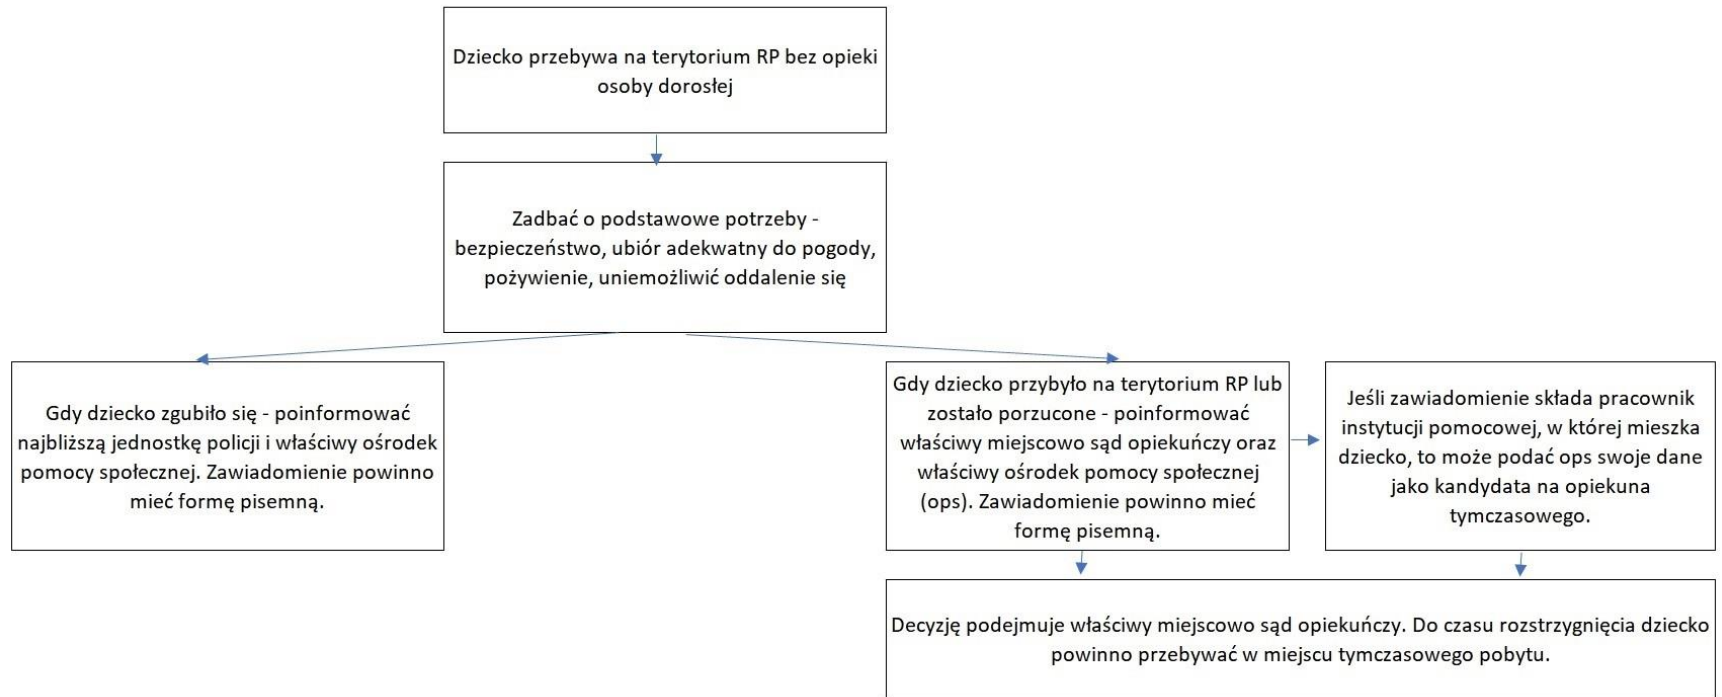 Dziecko przebywa na terytorium RP bez opieki
osoby dorosłej
Zadbać o podstawowe potrzeby -
bezpieczeństwo, ubiór adekwatny do pogody,
pożywienie, uniemożliwić oddalenie się
Gdy dziecko zgubiło się - poinformować
najbliższą jednostkę policji i właściwy ośrodek
pomocy społecznej. Zawiadomienie powinno
mieć formę pisemną.
Gdy dziecko przybyło na terytorium RP lub
zostało porzucone - poinformować
właściwy miejscowo sąd opiekuńczy oraz
właściwy ośrodek pomocy społecznej
(ops). Zawiadomienie powinno mieć
formę pisemną.
Jeśli zawiadomienie składa pracownik
instytucji pomocowej, w której mieszka
dziecko, to może podać ops swoje dane
jako kandydata na opiekuna
tymczasowego.
Decyzję podejmuje właściwy miejscowo sąd opiekuńczy. Do czasu rozstrzygnięcia dziecko
powinno przebywać w miejscu tymczasowego pobytu.